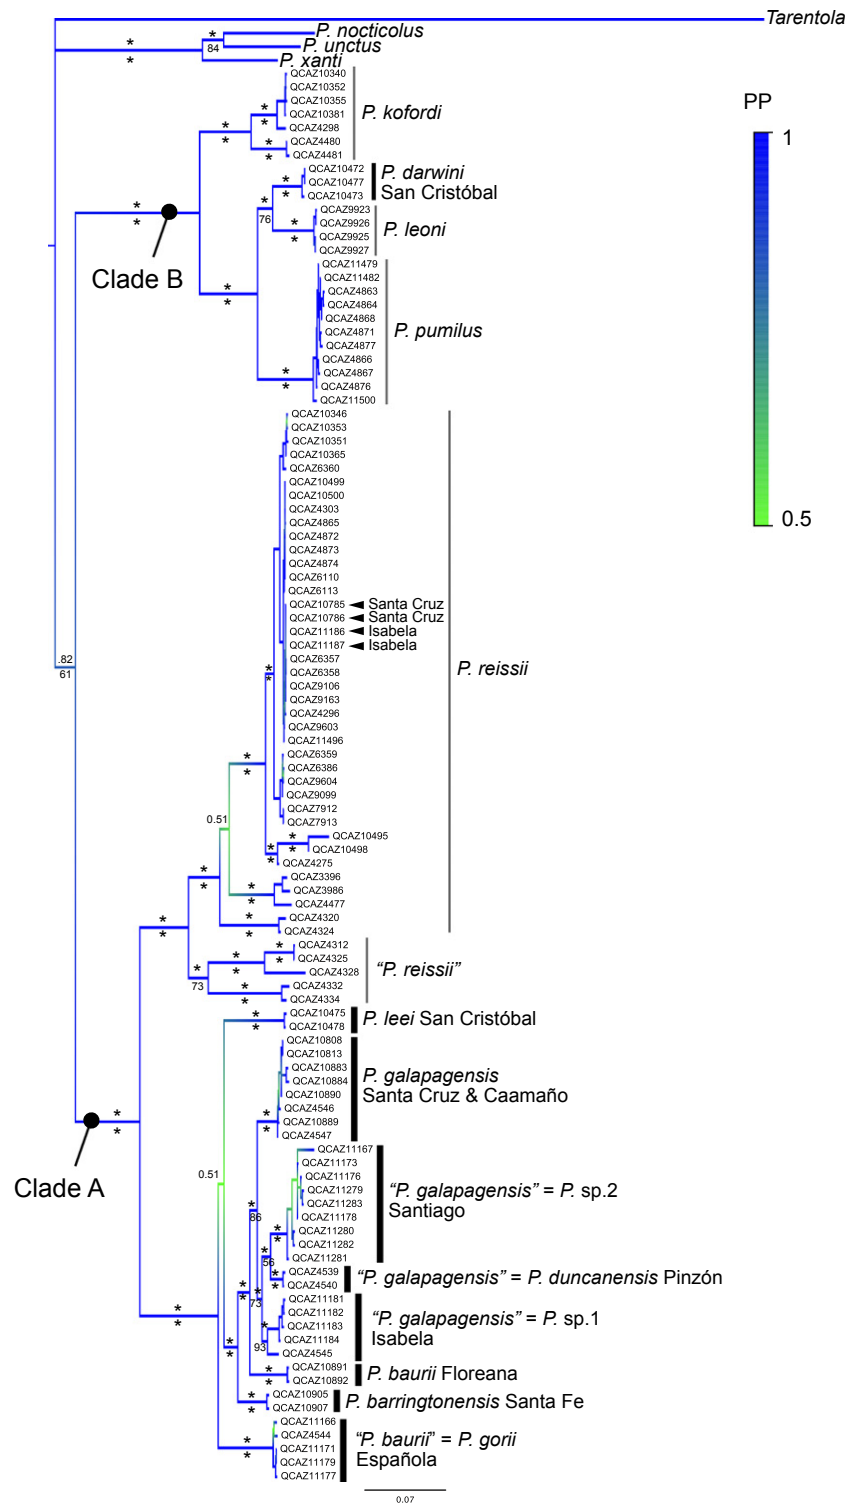 Tarentola
*
*
*
84
P. nocticolus
P. unctus
P. xanti
QCAZ10340
QCAZ10352
QCAZ10355
QCAZ10381
QCAZ4298
QCAZ4480
QCAZ4481
*
*
*
*
*
*
P. kofordi
PP
1
0.5
QCAZ10472
QCAZ10477
QCAZ10473
*
*
P. darwini
San Cristóbal
*
76
QCAZ9923
QCAZ9926
QCAZ9925
QCAZ9927
*
*
P. leoni
*
*
Clade B
*
*
QCAZ11479
QCAZ11482
QCAZ4863
QCAZ4864
QCAZ4868
QCAZ4871
QCAZ4877
QCAZ4866
QCAZ4867
QCAZ4876
QCAZ11500
*
*
P. pumilus
QCAZ10346
QCAZ10353
QCAZ10351
QCAZ10365
QCAZ6360
QCAZ10499
QCAZ10500
QCAZ4303
QCAZ4865
QCAZ4872
QCAZ4873
QCAZ4874
QCAZ6110
QCAZ6113
QCAZ10785 Santa Cruz
QCAZ10786 Santa Cruz
QCAZ11186 Isabela
QCAZ11187 Isabela
QCAZ6357
QCAZ6358
QCAZ9106
QCAZ9163
QCAZ4296
QCAZ9603
QCAZ11496
QCAZ6359
QCAZ6386
QCAZ9604
QCAZ9099
QCAZ7912
QCAZ7913
QCAZ10495
QCAZ10498
QCAZ4275
QCAZ3396
QCAZ3986
QCAZ4477
QCAZ4320
QCAZ4324
P. reissii
.82
61
*
*
*
*
0.51
*
*
*
*
*
*
*
*
*
*
*
*
*
*
QCAZ4312
QCAZ4325
QCAZ4328
QCAZ4332
QCAZ4334
*
*
*
*
*
*
73
“P. reissii”
QCAZ10475
QCAZ10478
*
*
P. leei San Cristóbal
QCAZ10808
QCAZ10813
QCAZ10883
QCAZ10884
QCAZ10890
QCAZ4546
QCAZ10889
QCAZ4547
*
*
P. galapagensis
Santa Cruz & Caamaño
*
*
Clade A
0.51
QCAZ11167
QCAZ11173
QCAZ11176
QCAZ11279
QCAZ11283
QCAZ11178
QCAZ11280
QCAZ11282
QCAZ11281
*
*
“P. galapagensis” = P. sp.2
Santiago
*
86
*
56
QCAZ4539
QCAZ4540
*
*
“P. galapagensis” = P. duncanensis Pinzón
*
73
QCAZ11181
QCAZ11182
QCAZ11183
QCAZ11184
QCAZ4545
*
93
“P. galapagensis” = P. sp.1
Isabela
*
*
*
*
*
*
QCAZ10891
QCAZ10892
*
*
P. baurii Floreana
QCAZ10905
QCAZ10907
*
*
P. barringtonensis Santa Fe
QCAZ11166
QCAZ4544
QCAZ11171
QCAZ11179
QCAZ11177
*
*
“P. baurii” = P. gorii
Española
0.07